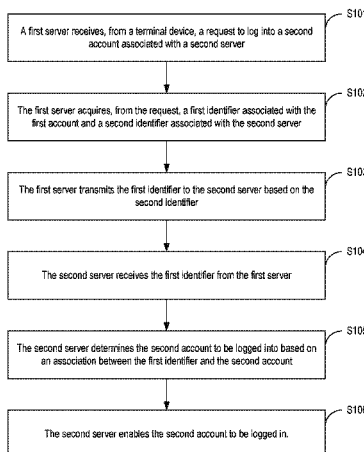 S101
A first server receives, from a terminal device, a request to log into a second
account associated with a second server
S102
The first server acquires, from the request, a first identifier associated with the
first account and a second identifier associated with the second server
S103
The first server transmits the first identifier to the second server based on the
second identifier
S104
The second server receives the first identifier from the first server
S105
The second server determines the second account to be logged into based on
an association between the first identifier and the second account
S106
The second server enables the second account to be logged in.